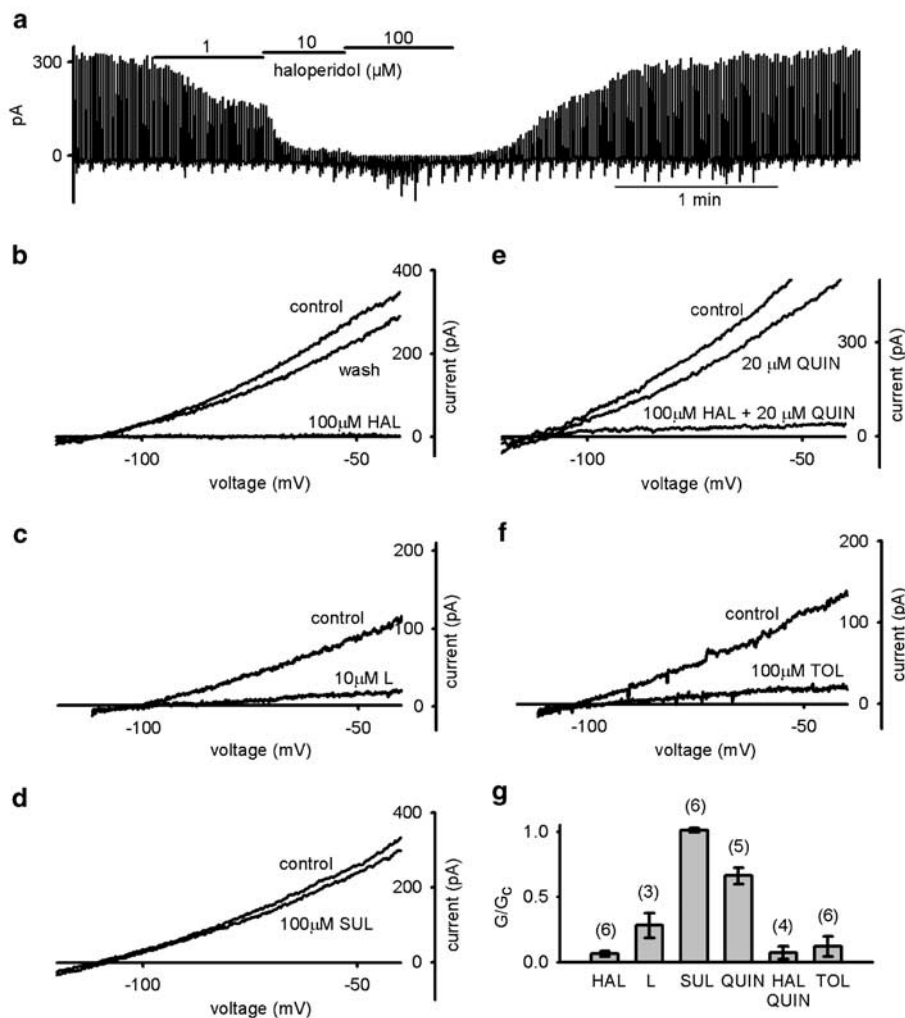 a
1
10
100
haloperidol (μM)
300
0
pA
1 min
b
400
200
0
control
wash
100μM HAL
-100
-50
voltage (mV)
current (pA)
e
300
0
control
20 μM QUIN
100μM HAL + 20 μM QUIN
-100
-50
voltage (mV)
current (pA)
c
200
100
0
control
10μM L
-100
-50
voltage (mV)
current (pA)
f
200
100
0
control
100μM TOL
-100
-50
voltage (mV)
current (pA)
d
400
200
0
control
100μM SUL
-100
-50
voltage (mV)
current (pA)
g
1.0
0.5
0.0
G/Gc
(6)
(3)
(6)
(5)
(4)
(6)
HAL L SUL QUIN HAL TOL
QUIN